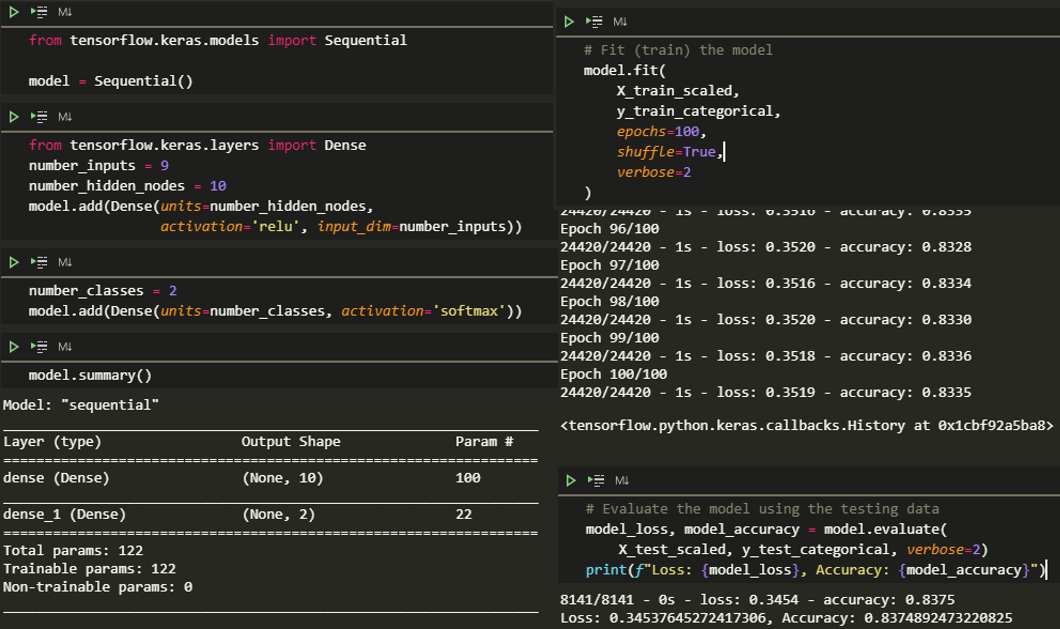 M↓
from tensorflow.keras.models import Sequential
model = Sequential()
M↓
from tensorflow.keras.layers import Dense
number_inputs = 9
number_hidden_nodes = 10
model.add(Dense(units=number_hidden_nodes,
activation='relu', input_dim=number_inputs))
M↓
number_classes = 2
model.add(Dense(units=number_classes, activation='softmax'))
M↓
model.summary()
Model: "sequential"
Layer (type) Output Shape Param #
dense (Dense) (None, 10) 100
dense_1 (Dense) (None, 2) 22
Total params: 122
Trainable params: 122
Non-trainable params: 0
M↓
# Fit (train) the model
model.fit(
X_train_scaled,
y_train_categorical,
epochs=100,
shuffle=True,
verbose=2
)
24420/24420 - 1s - loss: 0.3516 - accuracy: 0.8335
Epoch 96/100
24420/24420 - 1s - loss: 0.3520 - accuracy: 0.8328
Epoch 97/100
24420/24420 - 1s - loss: 0.3516 - accuracy: 0.8334
Epoch 98/100
24420/24420 - 1s - loss: 0.3520 - accuracy: 0.8330
Epoch 99/100
24420/24420 - 1s - loss: 0.3518 - accuracy: 0.8336
Epoch 100/100
24420/24420 - 1s - loss: 0.3519 - accuracy: 0.8335
<tensorflow.python.keras.callbacks.History at 0x1cbf92a5ba8>
M↓
# Evaluate the model using the testing data
model_loss, model_accuracy = model.evaluate(
X_test_scaled, y_test_categorical, verbose=2)
print(f"Loss: {model_loss}, Accuracy: {model_accuracy}")
8141/8141 - 0s - loss: 0.3454 - accuracy: 0.8375
Loss: 0.34537645272417306, Accuracy: 0.8374892473220825